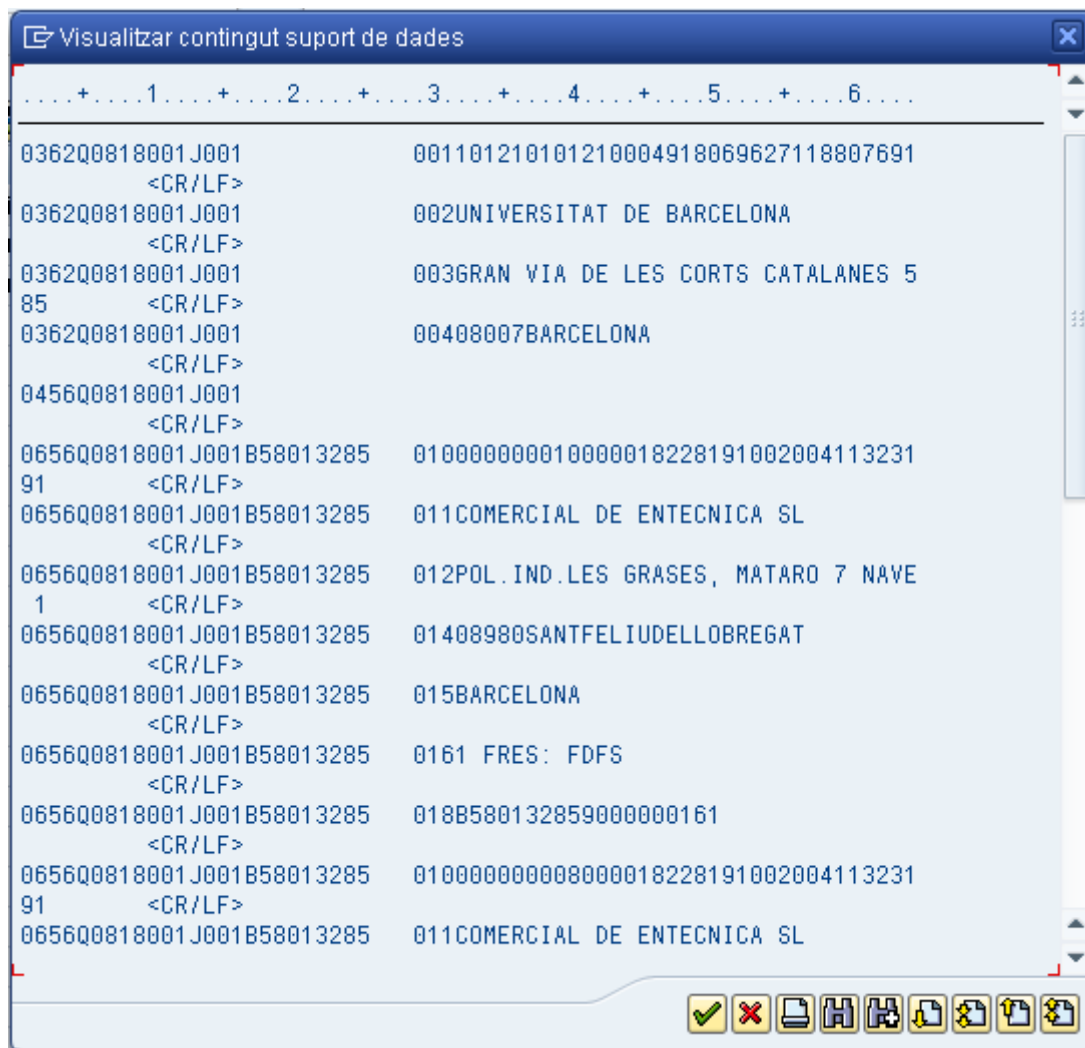 Visualitzar contingut suport de dades
....+....1....+....2....+....3....+....4....+....5....+....6....
0362Q0818001J001            001101210101210004918069627118807691
         <CR/LF>
0362Q0818001J001            002UNIVERSITAT DE BARCELONA
         <CR/LF>
0362Q0818001J001            003GRAN VIA DE LES CORTS CATALANES 5
85       <CR/LF>
0362Q0818001J001            00408007BARCELONA
         <CR/LF>
0456Q0818001J001
         <CR/LF>
0656Q0818001J001B58013285   0100000000010000018228191002004113231
91       <CR/LF>
0656Q0818001J001B58013285   011COMERCIAL DE ENTECNICA SL
         <CR/LF>
0656Q0818001J001B58013285   012POL.IND.LES GRASES, MATARO 7 NAVE
 1       <CR/LF>
0656Q0818001J001B58013285   01408980SANTFELIUDELLOBREGAT
         <CR/LF>
0656Q0818001J001B58013285   015BARCELONA
         <CR/LF>
0656Q0818001J001B58013285   0161 FRES: FDFS
         <CR/LF>
0656Q0818001J001B58013285   018B580132859000000161
         <CR/LF>
0656Q0818001J001B58013285   0100000000008000018228191002004113231
91       <CR/LF>
0656Q0818001J001B58013285   011COMERCIAL DE ENTECNICA SL